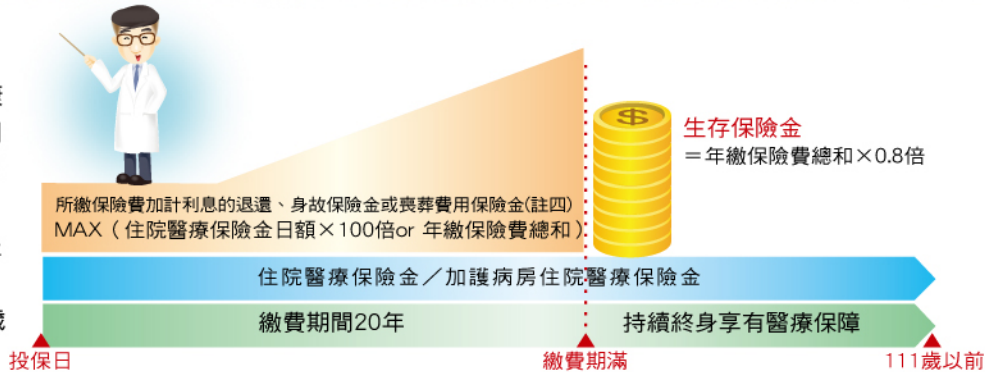 $
生存保險金
＝年繳保險費總和×0.8倍
所繳保險費加計利息的退還、身故保險金或喪葬費用保險金(註四)
MAX（住院醫療保險金日額×100倍or 年繳保險費總和）
住院醫療保險金／加護病房住院醫療保險金
繳費期間20年
持續終身享有醫療保障
歲
投保日
繳費期滿
111歲以前